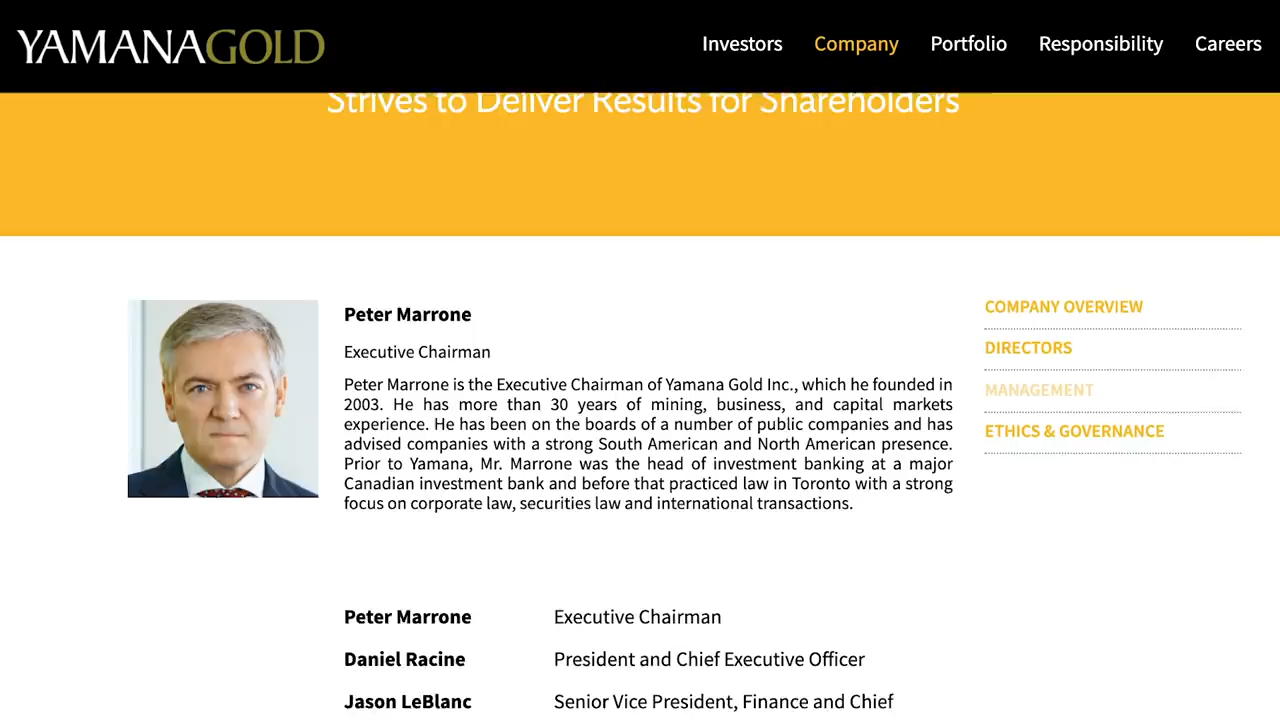 YAMANAGOLD
Investors
Company
Portfolio
Responsibility
Careers
Strives to Deliver Results for Shareholders
Peter Marrone
Executive Chairman
Peter Marrone is the Executive Chairman of Yamana Gold Inc., which he founded in
2003. He has more than 30 years of mining, business, and capital markets
experience. He has been on the boards of a number of public companies and has
advised companies with a strong South American and North American presence.
Prior to Yamana, Mr. Marrone was the head of investment banking at a major
Canadian investment bank and before that practiced law in Toronto with a strong
focus on corporate law, securities law and international transactions.
COMPANY OVERVIEW
DIRECTORS
MANAGEMENT
ETHICS & GOVERNANCE
Peter Marrone Executive Chairman
Daniel Racine President and Chief Executive Officer
Jason LeBlanc Senior Vice President, Finance and Chief